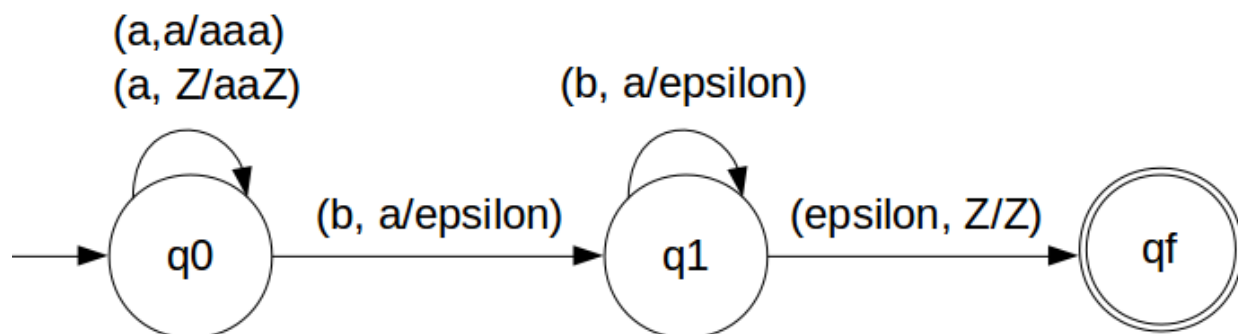 (a,a/aaa)
(a, Z/aaZ)
(b, a/epsilon)
(b, a/epsilon)
(epsilon, Z/Z)
q0
q1
qf